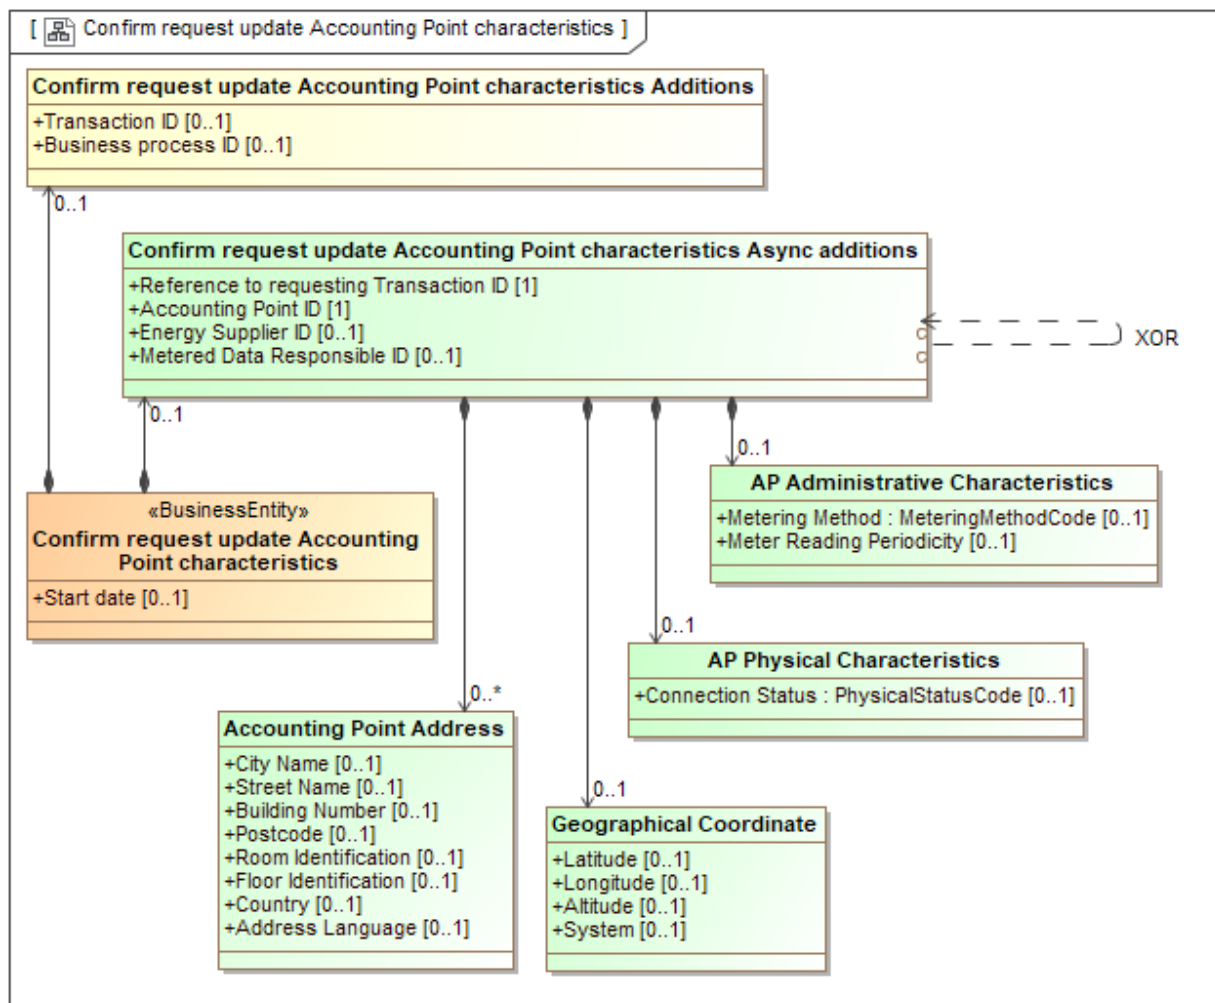 [ Confirm request update Accounting Point characteristics ]
Confirm request update Accounting Point characteristics Additions
+Transaction ID [0..1]
+Business process ID [0..1]
0..1
Confirm request update Accounting Point characteristics Async additions
+Reference to requesting Transaction ID [1]
+Accounting Point ID [1]
+Energy Supplier ID [0..1]
+Metered Data Responsible ID [0..1]
XOR
0..1
0..1
AP Administrative Characteristics
+Metering Method : MeteringMethodCode [0..1]
+Meter Reading Periodicity [0..1]
«BusinessEntity»
Confirm request update Accounting
Point characteristics
+Start date [0..1]
0..1
AP Physical Characteristics
+Connection Status : PhysicalStatusCode [0..1]
0..*
Accounting Point Address
+City Name [0..1]
+Street Name [0..1]
+Building Number [0..1]
+Postcode [0..1]
+Room Identification [0..1]
+Floor Identification [0..1]
+Country [0..1]
+Address Language [0..1]
0..1
Geographical Coordinate
+Latitude [0..1]
+Longitude [0..1]
+Altitude [0..1]
+System [0..1]